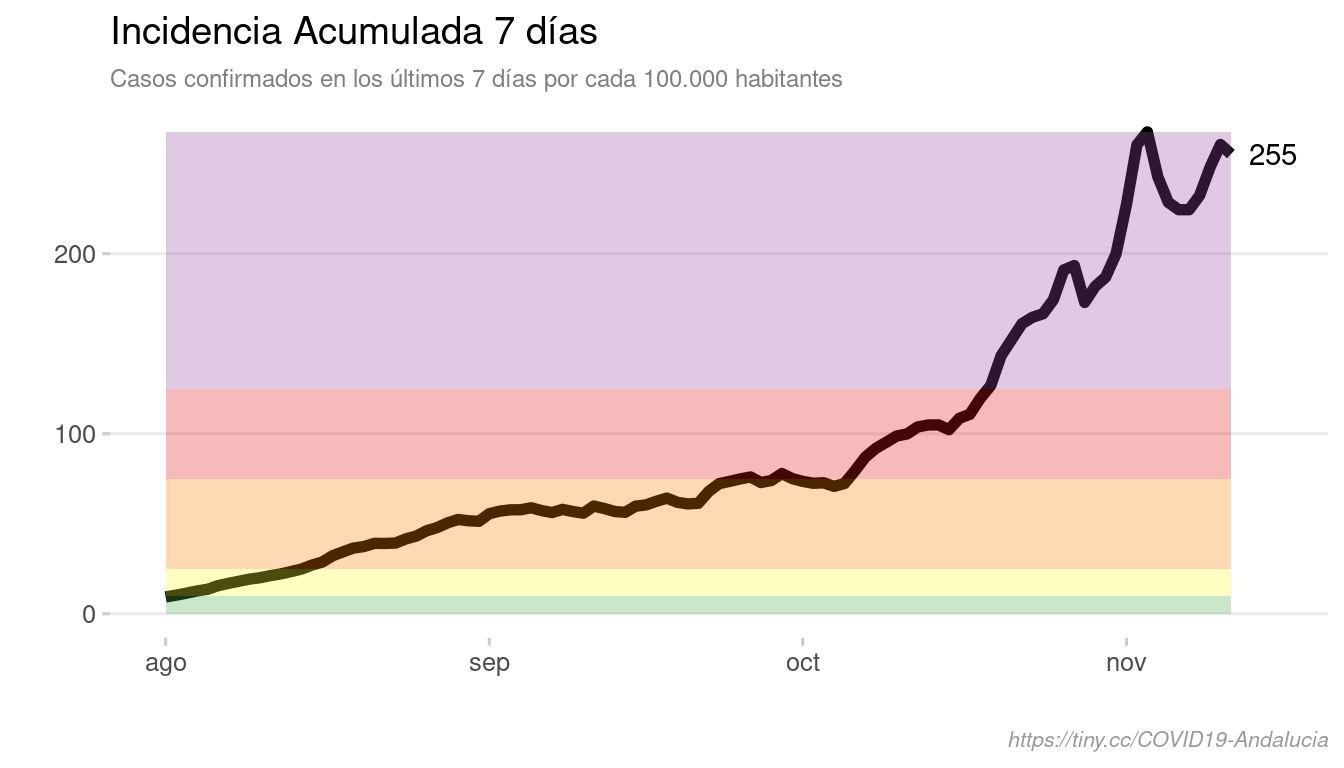 Incidencia Acumulada 7 días
Casos confirmados en los últimos 7 días por cada 100.000 habitantes
255
200
100
0
ago sep oct nov
https://tiny.cc/COVID19-Andalucia